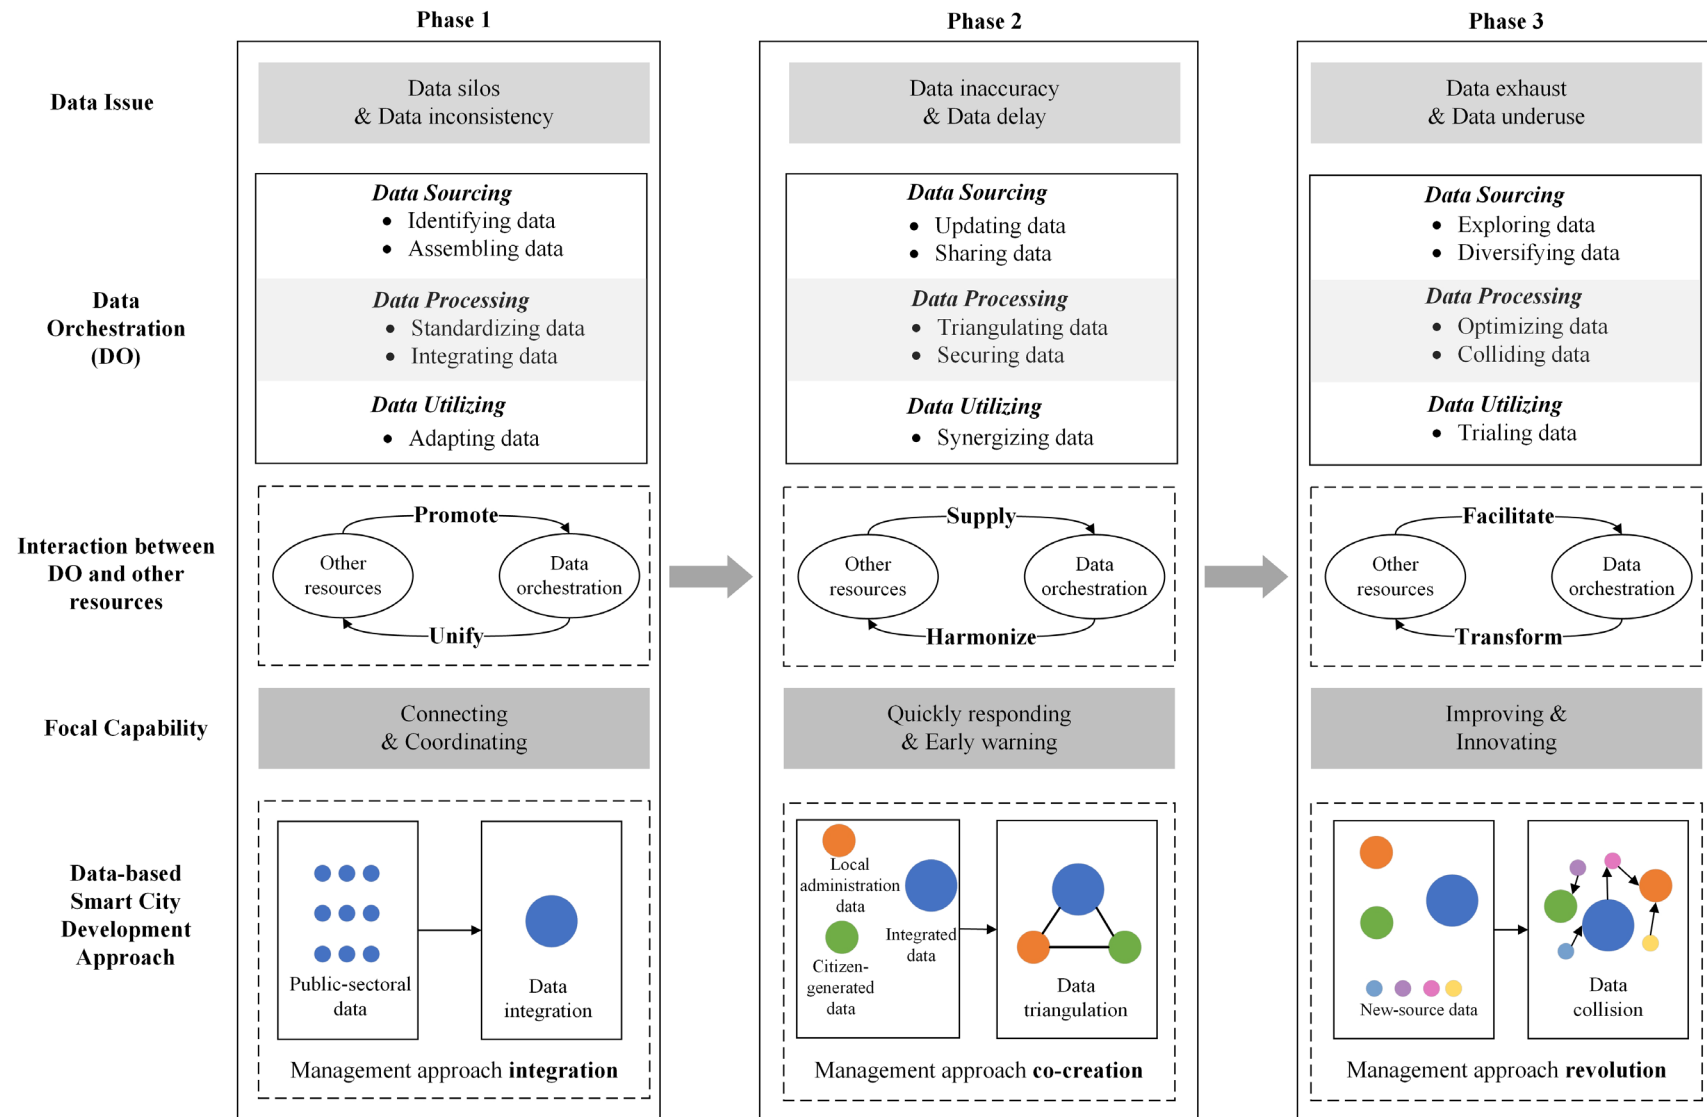 Phase 1
Phase 2
Phase 3
Data Issue
Data silos
& Data inconsistency
Data inaccuracy
& Data delay
Data exhaust
& Data underuse
Data
Orchestration
(DO)
Data Sourcing
• Identifying data
• Assembling data
Data Processing
• Standardizing data
• Integrating data
Data Utilizing
• Adapting data
Data Sourcing
• Updating data
• Sharing data
Data Processing
• Triangulating data
• Securing data
Data Utilizing
• Synergizing data
Data Sourcing
• Exploring data
• Diversifying data
Data Processing
• Optimizing data
• Colliding data
Data Utilizing
• Trialing data
Interaction between
DO and other
resources
Promote
Other
resources
Data
orchestration
Unify
Supply
Other
resources
Data
orchestration
Harmonize
Facilitate
Other
resources
Data
orchestration
Transform
Focal Capability
Connecting
& Coordinating
Quickly responding
& Early warning
Improving &
Innovating
Data-based
Smart City
Development
Approach
Public-sectoral
data
Data
integration
Management approach integration
Local
administration
data
Integrated
data
Citizen-
generated
data
Data
triangulation
Management approach co-creation
New-source data
Data
collision
Management approach revolution